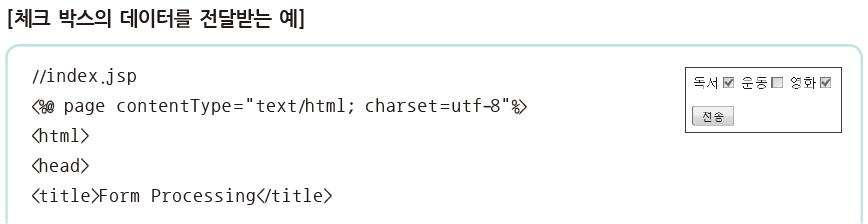 [체크 박스의 데이터를 전달받는 예]
//index.jsp
<%@ page contentType="text/html; charset=utf-8"%>
<html>
<head>
<title>Form Processing</title>
독서 운동 영화
전송